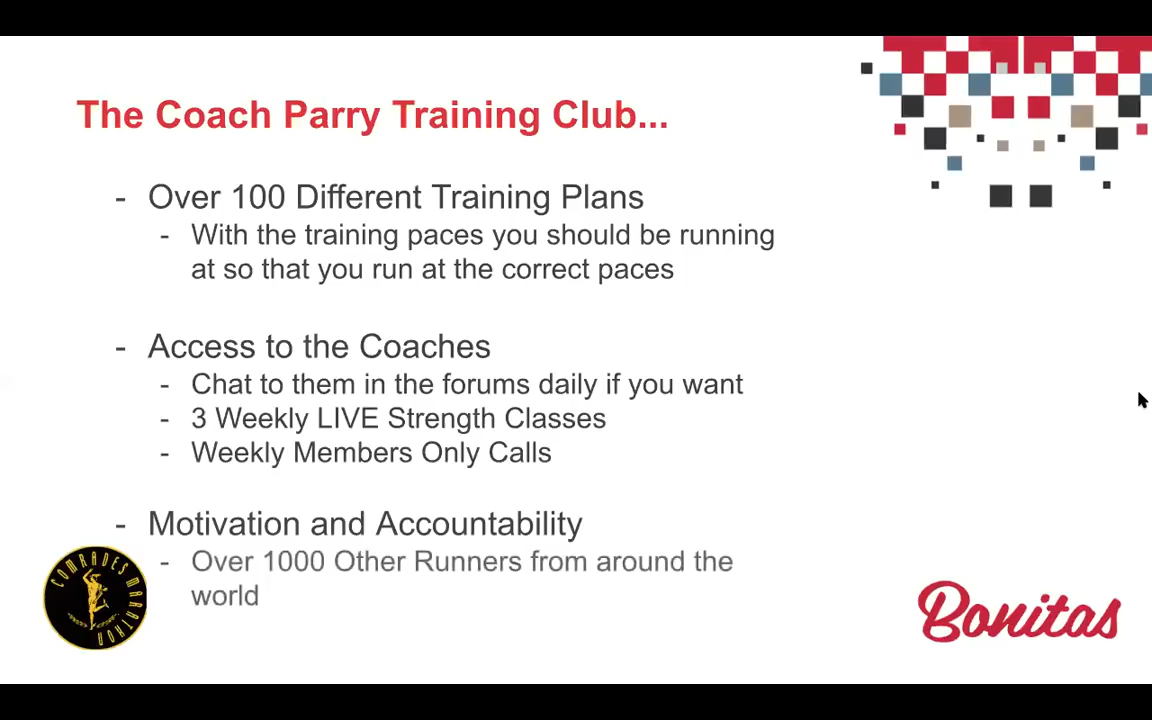 The Coach Parry Training Club...
- Over 100 Different Training Plans
- With the training paces you should be running
at so that you run at the correct paces
- Access to the Coaches
- Chat to them in the forums daily if you want
- 3 Weekly LIVE Strength Classes
- Weekly Members Only Calls
- Motivation and Accountability
- Over 1000 Other Runners from around the
world
COMRADES MARATHON
Bonitas